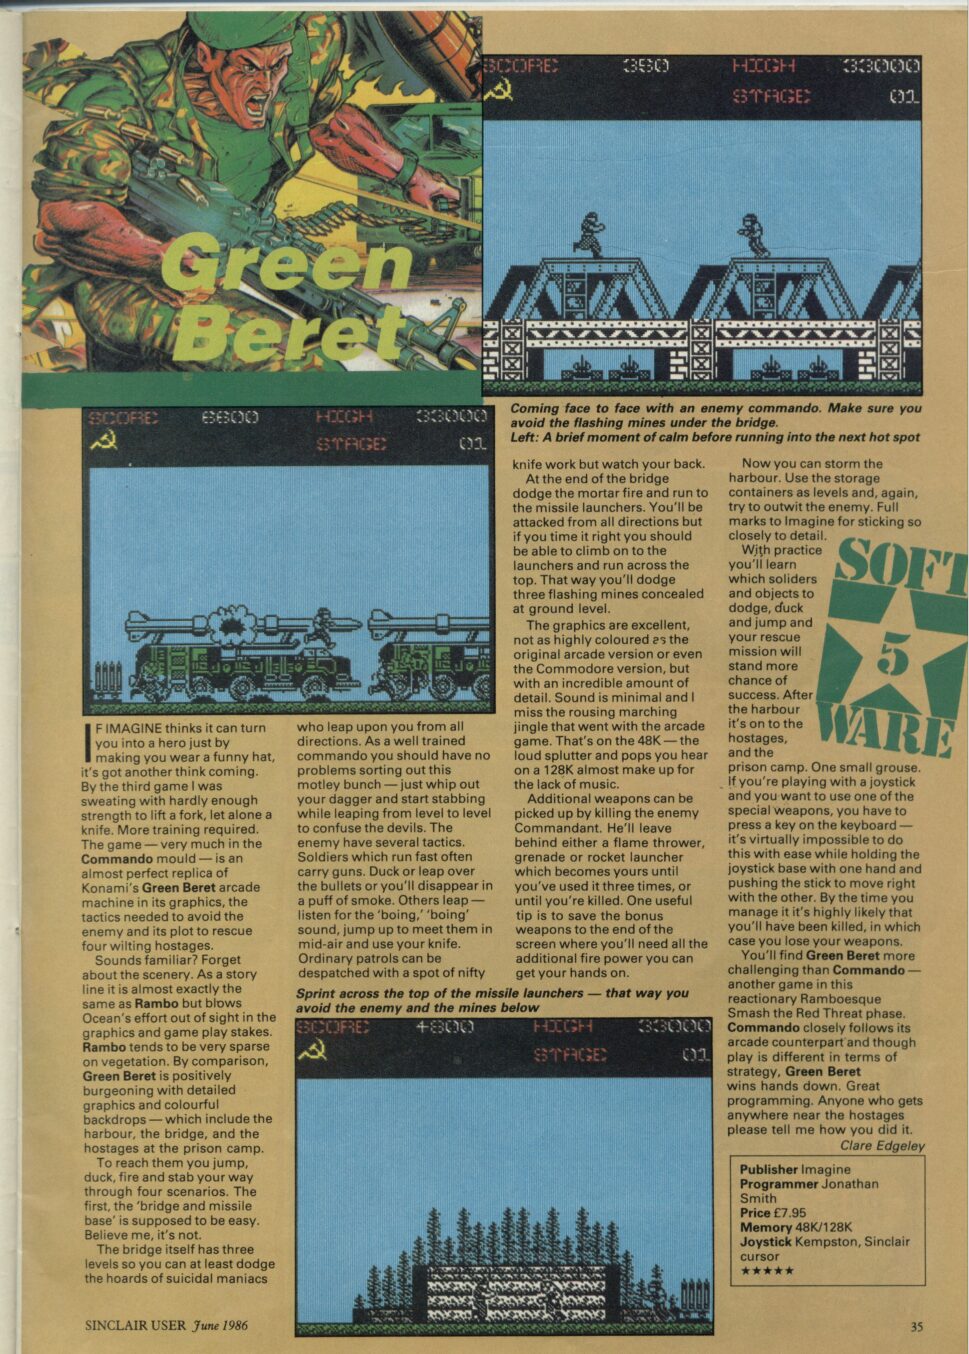 Green
Beret
SCORE 350 HIGH 33000
STAGE 01
Coming face to face with an enemy commando. Make sure you
avoid the flashing mines under the bridge.
Left: A brief moment of calm before running into the next hot spot
SCORE 6600 HIGH 33000
STAGE 01
IF IMAGINE thinks it can turn
you into a hero just by
making you wear a funny hat,
it's got another think coming.
By the third game I was
sweating with hardly enough
strength to lift a fork, let alone a
knife. More training required.
The game — very much in the
Commando mould — is an
almost perfect replica of
Konami's Green Beret arcade
machine in its graphics, the
tactics needed to avoid the
enemy and its plot to rescue
four wilting hostages.
Sounds familiar? Forget
about the scenery. As a story
line it is almost exactly the
same as Rambo but blows
Ocean's effort out of sight in the
graphics and game play stakes.
Rambo tends to be very sparse
on vegetation. By comparison,
Green Beret is positively
burgeoning with detailed
graphics and colourful
backdrops — which include the
harbour, the bridge, and the
hostages at the prison camp.
To reach them you jump,
duck, fire and stab your way
through four scenarios. The
first, the 'bridge and missile
base' is supposed to be easy.
Believe me, it's not.
The bridge itself has three
levels so you can at least dodge
the hoards of suicidal maniacs
who leap upon you from all
directions. As a well trained
commando you should have no
problems sorting out this
motley bunch — just whip out
your dagger and start stabbing
while leaping from level to level
to confuse the devils. The
enemy have several tactics.
Soldiers which run fast often
carry guns. Duck or leap over
the bullets or you'll disappear in
a puff of smoke. Others leap —
listen for the 'boing,' 'boing'
sound, jump up to meet them in
mid-air and use your knife.
Ordinary patrols can be
despatched with a spot of nifty
knife work but watch your back.
At the end of the bridge
dodge the mortar fire and run to
the missile launchers. You'll be
attacked from all directions but
if you time it right you should
be able to climb on to the
launchers and run across the
top. That way you'll dodge
three flashing mines concealed
at ground level.
The graphics are excellent,
not as highly coloured as the
original arcade version or even
the Commodore version, but
with an incredible amount of
detail. Sound is minimal and I
miss the rousing marching
jingle that went with the arcade
game. That's on the 48K — the
loud splutter and pops you hear
on a 128K almost make up for
the lack of music.
Additional weapons can be
picked up by killing the enemy
Commandant. He'll leave
behind either a flame thrower,
grenade or rocket launcher
which becomes yours until
you've used it three times, or
until you're killed. One useful
tip is to save the bonus
weapons to the end of the
screen where you'll need all the
additional fire power you can
get your hands on.
Sprint across the top of the missile launchers — that way you
avoid the enemy and the mines below
SCORE 4800 HIGH 33000
STAGE 01
Now you can storm the
harbour. Use the storage
containers as levels and, again,
try to outwit the enemy. Full
marks to Imagine for sticking so
closely to detail.
With practice
you'll learn
which soliders
and objects to
dodge, duck
and jump and
your rescue
mission will
stand more
chance of
success. After
the harbour
it's on to the
hostages,
and the
prison camp. One small grouse.
If you're playing with a joystick
and you want to use one of the
special weapons, you have to
press a key on the keyboard —
it's virtually impossible to do
this with ease while holding the
joystick base with one hand and
pushing the stick to move right
with the other. By the time you
manage it it's highly likely that
you'll have been killed, in which
case you lose your weapons.
You'll find Green Beret more
challenging than Commando —
another game in this
reactionary Ramboesque
Smash the Red Threat phase.
Commando closely follows its
arcade counterpart and though
play is different in terms of
strategy, Green Beret
wins hands down. Great
programming. Anyone who gets
anywhere near the hostages
please tell me how you did it.
Clare Edgeley
SOFT
5
WARE
Publisher Imagine
Programmer Jonathan
Smith
Price £7.95
Memory 48K/128K
Joystick Kempston, Sinclair
cursor
★★★★★
SINCLAIR USER June 1986
35